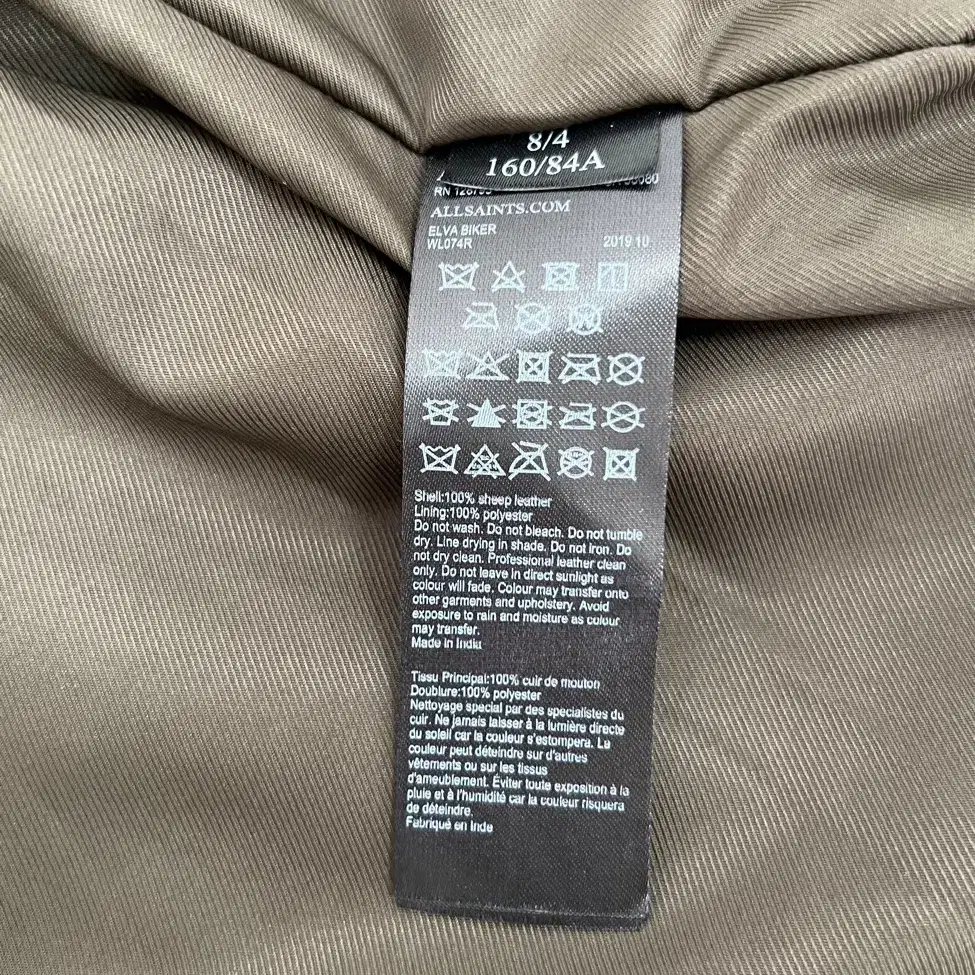 8/4
160/84A
ALLSAINTS.COM
ELVA BIKER
WL074R 2019 10
Shell:100% sheep leather
Lining:100% polyester
Do not wash. Do not bleach. Do not tumble
dry. Line drying in shade. Do not iron. Do
not dry clean. Professional leather clean
only. Do not leave in direct sunlight as
colour will fade. Colour may transfer onto
other garments and upholstery. Avoid
exposure to rain and moisture as colour
may transfer.
Made in India
Tissu Principal:100% cuir de mouton
Doublure:100% polyester
Nettoyage special par des specialistes du
cuir. Ne jamais laisser à la lumière directe
du soleil car la couleur s'estompera. La
couleur peut déteindre sur d'autres
vêtements ou sur les tissus
d'ameublement. Éviter toute exposition à la
pluie et à l'humidité car la couleur risquera
de déteindre.
Fabriqué en Inde